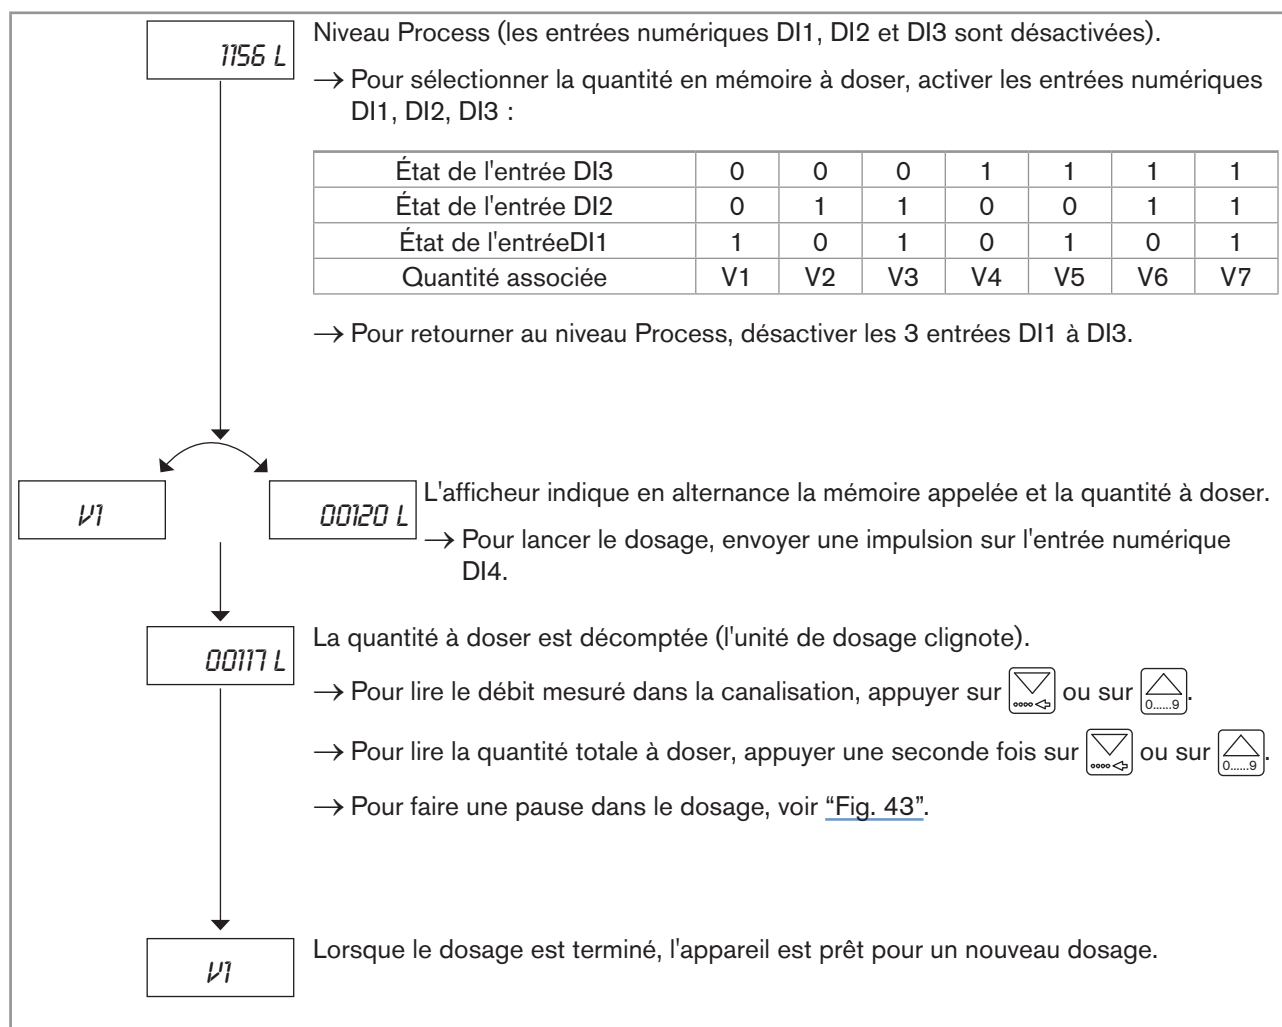 1156 L
Niveau Process (les entrées numériques DI1, DI2 et DI3 sont désactivées).
→ Pour sélectionner la quantité en mémoire à doser, activer les entrées numériques
DI1, DI2, DI3 :
État de l'entrée DI3 0 0 0 1 1 1 1
État de l'entrée DI2 0 1 1 0 0 1 1
État de l'entréeDI1 1 0 1 0 1 0 1
Quantité associée V1 V2 V3 V4 V5 V6 V7
→ Pour retourner au niveau Process, désactiver les 3 entrées DI1 à DI3.
V1
00120 L
L'afficheur indique en alternance la mémoire appelée et la quantité à doser.
→ Pour lancer le dosage, envoyer une impulsion sur l'entrée numérique
DI4.
00117 L
La quantité à doser est décomptée (l'unité de dosage clignote).
→ Pour lire le débit mesuré dans la canalisation, appuyer sur ou sur 0......9.
→ Pour lire la quantité totale à doser, appuyer une seconde fois sur ou sur 0......9.
→ Pour faire une pause dans le dosage, voir “Fig. 43”.
V1
Lorsque le dosage est terminé, l'appareil est prêt pour un nouveau dosage.